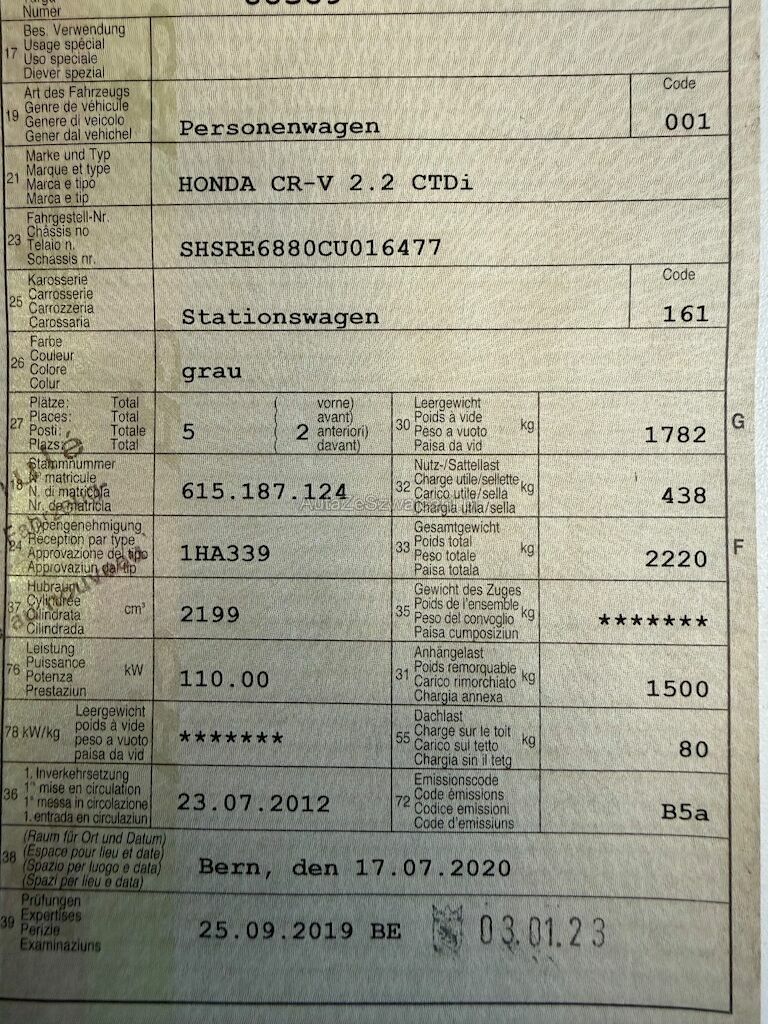 Numer
17 Bes. Verwendung
Usage spécial
Uso speciale
Diever spezial
19 Art des Fahrzeugs
Genre de véhicule
Genere di veicolo
Gener dal vehichel
Personenwagen
Code
001
21 Marke und Typ
Marque et type
Marca e tipo
Marca e tip
HONDA CR-V 2.2 CTDi
23 Fahrgestell-Nr.
Châssis no
Telaio n.
Schassis nr.
SHSRE6880CU016477
25 Karosserie
Carrosserie
Carrozzeria
Carossaria
Stationswagen
Code
161
26 Farbe
Couleur
Colore
Colur
grau
27 Plätze: Total
Places: Total
Posti: Totale
Plazs: Total
5
( vorne)
( avant)
( 2 anteriori)
( davant)
30 Leergewicht
Poids à vide
Peso a vuoto
Paisa da vid
kg
1782
G
18 Stammnummer
N° matricule
N. di matricola
Nr. da matricla
615.187.124
32 Nutz-/Sattellast
Charge utile/sellette
Carico utile/sella
Chargia utila/sella
kg
438
24 Typengenehmigung
Réception par type
Approvazione del tipo
Approvaziun dal tip
1HA339
33 Gesamtgewicht
Poids total
Peso totale
Paisa totala
kg
2220
F
37 Hubraum
Cylindrée
Cilindrata
Cilindrada
cm³
2199
35 Gewicht des Zuges
Poids de l'ensemble
Peso del convoglio
Paisa cumposiziun
kg
*******
76 Leistung
Puissance
Potenza
Prestaziun
kW
110.00
31 Anhängelast
Poids remorquable
Carico rimorchiato
Chargia annexa
kg
1500
78 kW/kg
Leergewicht
poids à vide
peso a vuoto
paisa da vid
*******
55 Dachlast
Charge sur le toit
Carico sul tetto
Chargia sin il tetg
kg
80
36 1. Inverkehrsetzung
1re mise en circulation
1a messa in circolazione
1. entrada en circulaziun
23.07.2012
72 Emissionscode
Code émissions
Codice emissioni
Code d'emissiuns
B5a
38 (Raum für Ort und Datum)
(Espace pour lieu et date)
(Spazio per luogo e data)
(Spazi per lieu e data)
Bern, den 17.07.2020
39 Prüfungen
Expertises
Perizie
Examinaziuns
25.09.2019 BE
03.01.23